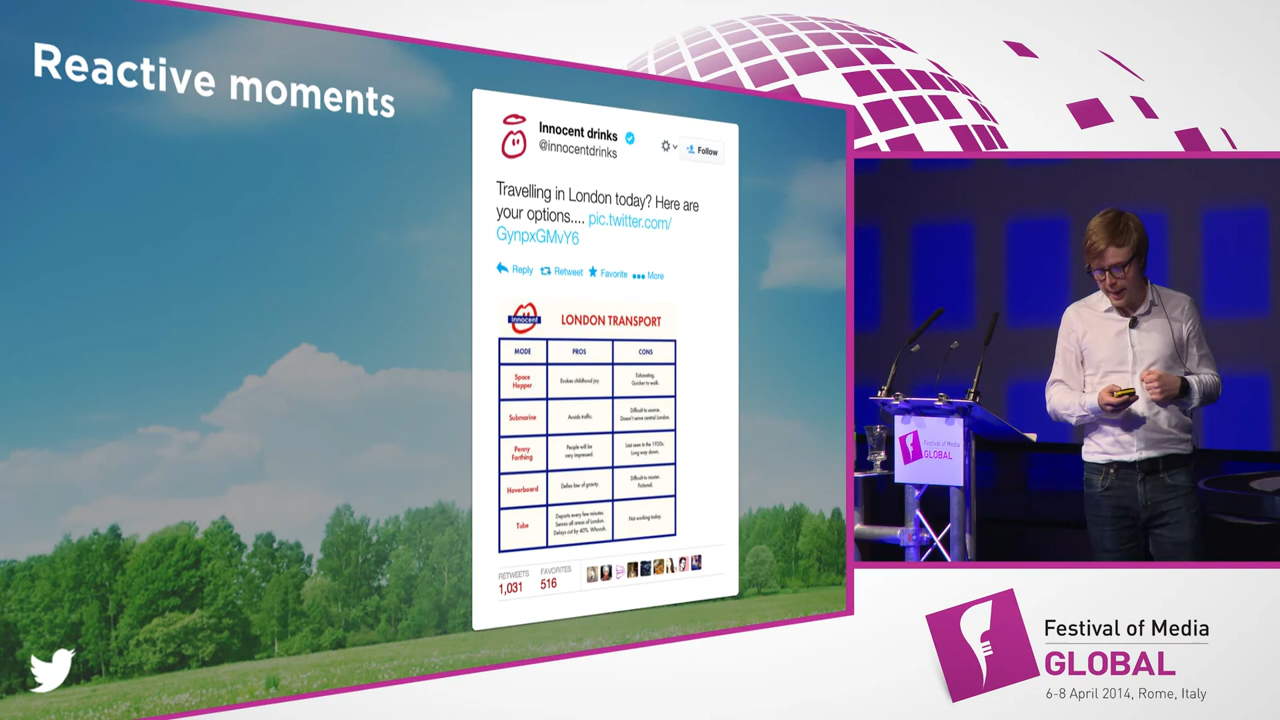 Reactive moments
Innocent drinks
@innocentdrinks
Follow
Travelling in London today? Here are
your options.... pic.twitter.com/
GynpxGMvY6
Reply Retweet Favorite More
innocent
LONDON TRANSPORT
MODE PROS CONS
Space
Hopper
Evokes childhood joy.
Exhausting.
Quicker to walk.
Submarine
Avoids traffic.
Difficult to source.
Doesn't serve central London.
Penny
Farthing
People will be
very impressed.
Last seen in the 1920s.
Long way down.
Hoverboard
Defies law of gravity.
Difficult to master.
Fictional.
Tube
Departs every few minutes.
Serves all areas of London.
Delays cut by 40%. Whoosh.
Not working today.
RETWEETS
1,031
FAVORITES
516
Festival of Media
GLOBAL
Festival of Media
GLOBAL
6-8 April 2014, Rome, Italy